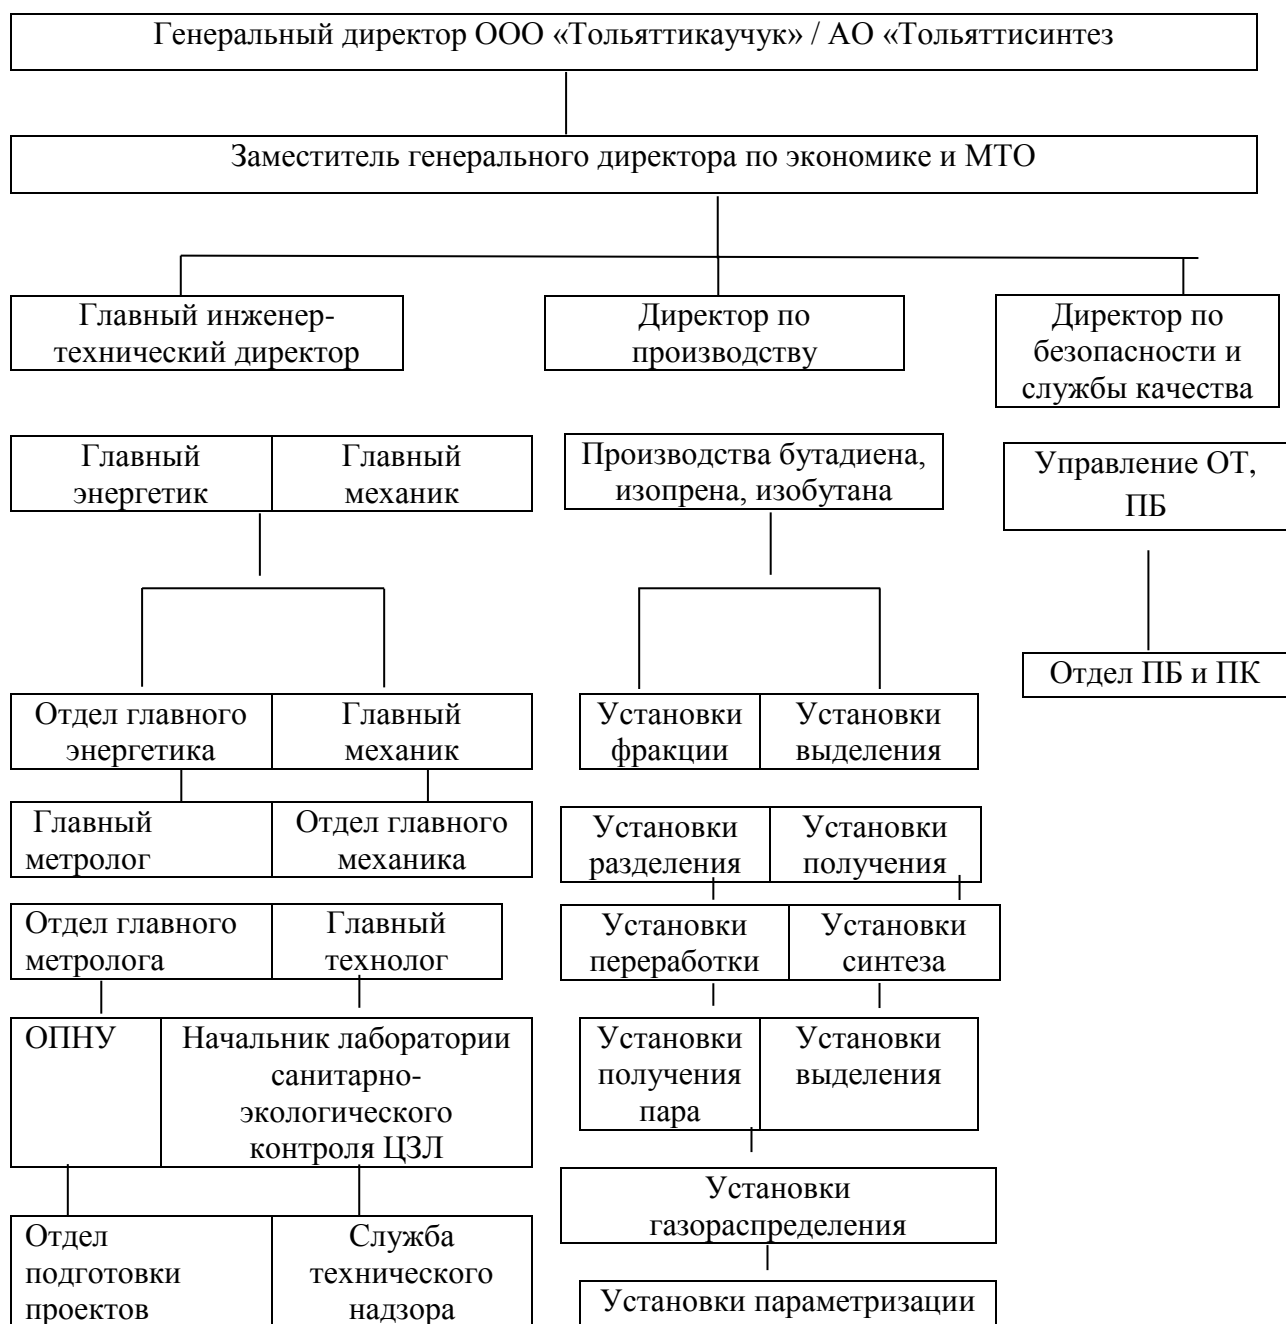 Генеральный директор ООО «Тольяттикаучук» / АО «Тольяттисинтез
Заместитель генерального директора по экономике и МТО
Главный инженер-
технический директор
Директор по
производству
Директор по
безопасности и
службы качества
Главный
энергетик
Главный
механик
Производства бутадиена,
изопрена, изобутана
Управление ОТ,
ПБ
Отдел главного
энергетика
Главный
механик
Установки
фракции
Установки
выделения
Отдел ПБ и ПК
Главный
метролог
Отдел главного
механика
Установки
разделения
Установки
получения
Отдел главного
метролога
Главный
технолог
Установки
переработки
Установки
синтеза
ОПНУ
Начальник лаборатории
санитарно-
экологического
контроля ЦЗЛ
Установки
получения
пара
Установки
выделения
Установки
газораспределения
Отдел
подготовки
проектов
Служба
технического
надзора
Установки параметризации